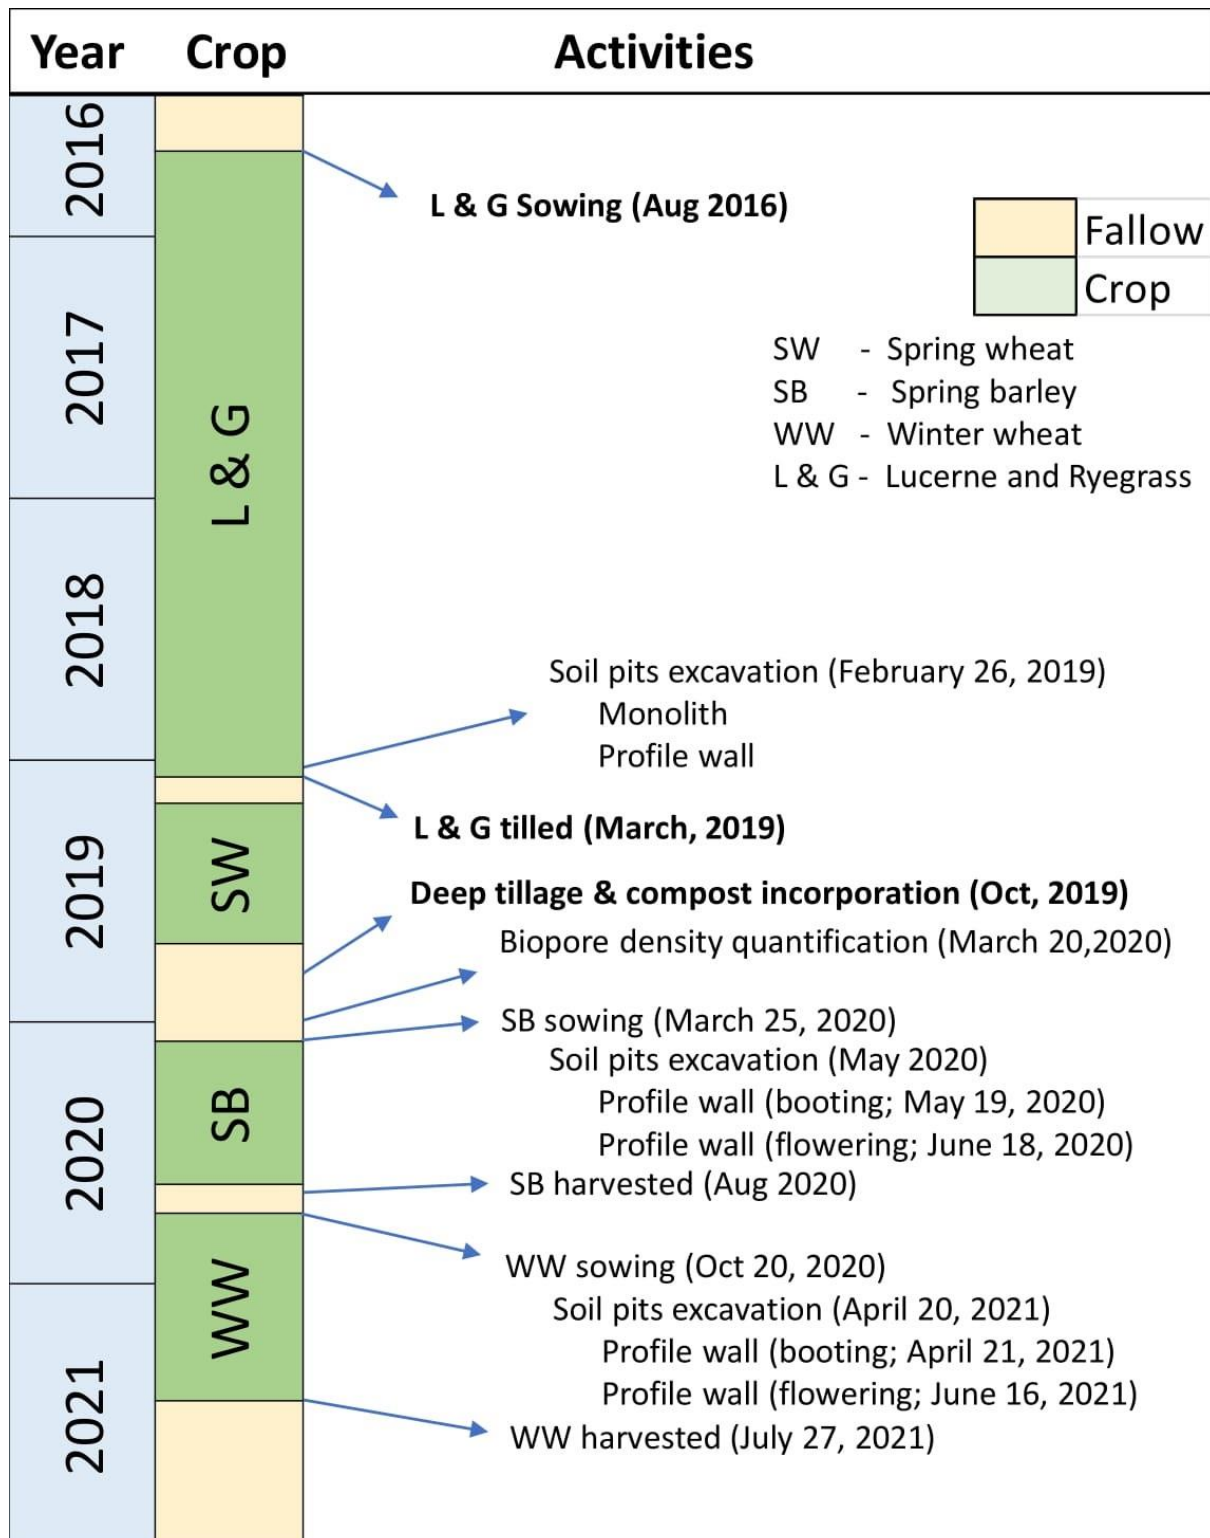 Year Crop Activities
2016
L & G Sowing (Aug 2016)
Fallow
Crop
2017
SW - Spring wheat
SB - Spring barley
WW - Winter wheat
L & G - Lucerne and Ryegrass
L & G
2018
Soil pits excavation (February 26, 2019)
Monolith
Profile wall
L & G tilled (March, 2019)
2019
SW
Deep tillage & compost incorporation (Oct, 2019)
Biopore density quantification (March 20,2020)
SB sowing (March 25, 2020)
Soil pits excavation (May 2020)
Profile wall (booting; May 19, 2020)
Profile wall (flowering; June 18, 2020)
2020
SB
SB harvested (Aug 2020)
WW sowing (Oct 20, 2020)
Soil pits excavation (April 20, 2021)
Profile wall (booting; April 21, 2021)
Profile wall (flowering; June 16, 2021)
WW
2021
WW harvested (July 27, 2021)